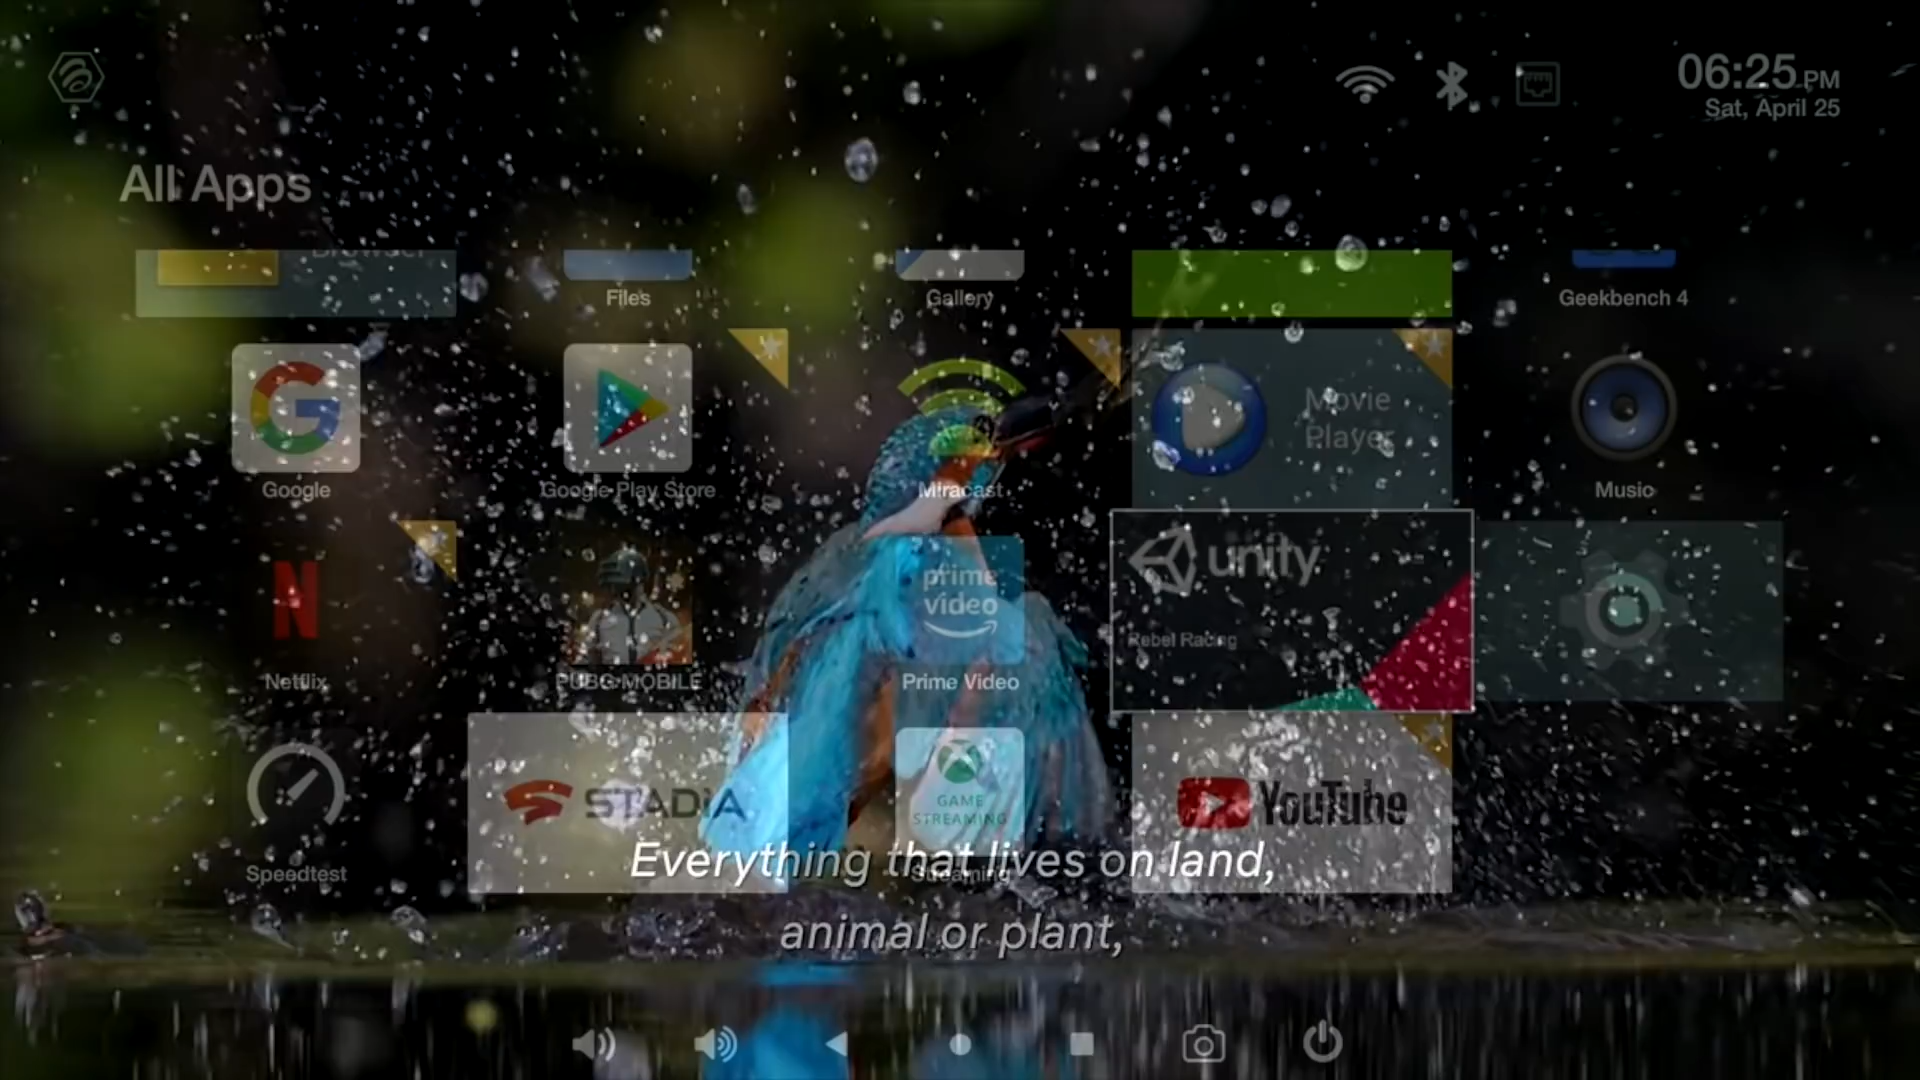 06:25 PM
Sat, April 25
All Apps
Browser
Files
Gallery
Geekbench 4
Google
Google Play Store
Miracast
Movie
Player
Music
Netflix
PUBG MOBILE
prime
video
Prime Video
unity
Rebel Racing
Speedtest
STADIA
GAME
STREAMING
Streaming
YouTube
Everything that lives on land,
animal or plant,